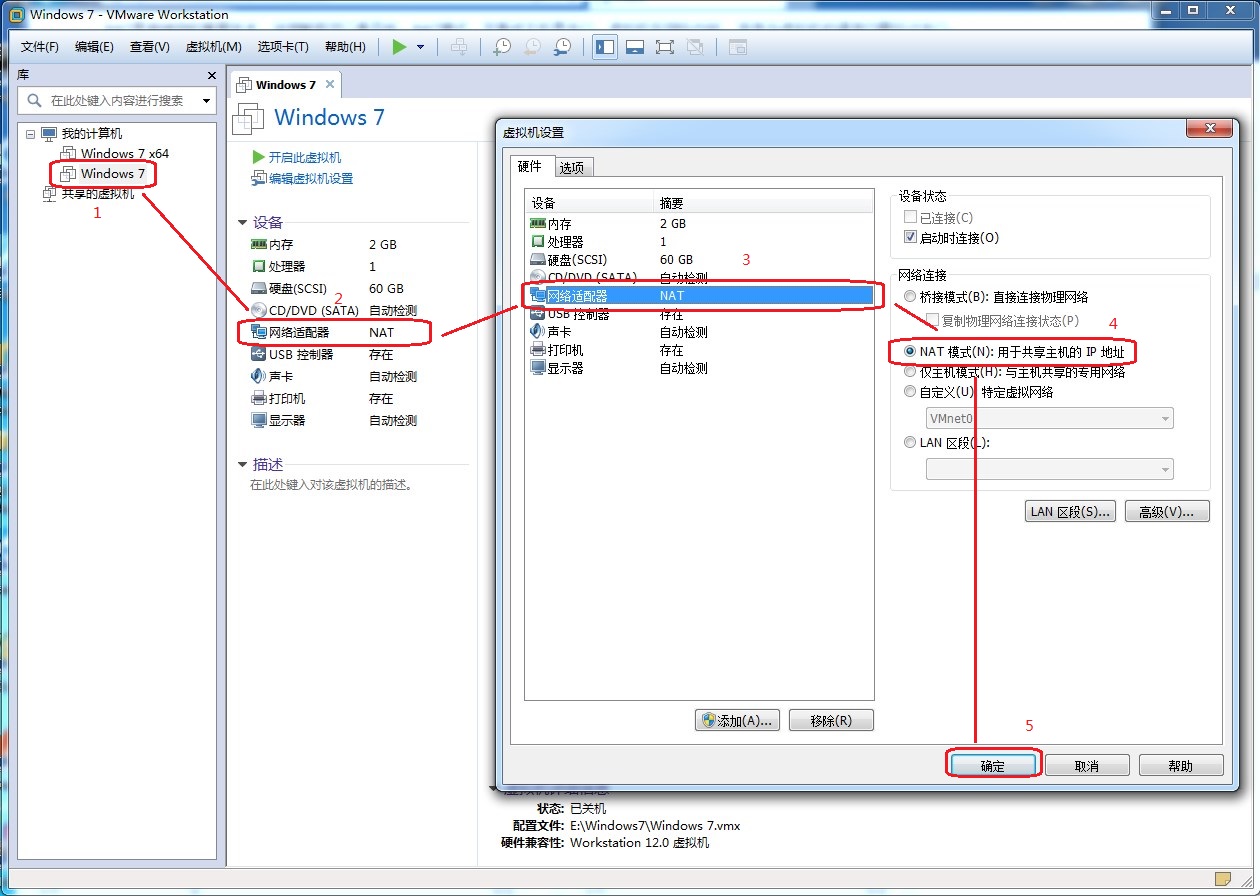 Windows 7 - VMware Workstation
文件(F) 编辑(E) 查看(V) 虚拟机(M) 选项卡(T) 帮助(H)
库
在此处键入内容进行搜索
我的计算机
Windows 7 x64
Windows 7
共享的虚拟机
1
Windows 7
Windows 7
开启此虚拟机
编辑虚拟机设置
设备
内存 2 GB
处理器 1
硬盘(SCSI) 60 GB
2
CD/DVD (SATA) 自动检测
网络适配器 NAT
USB 控制器 存在
声卡 自动检测
打印机 存在
显示器 自动检测
描述
在此处键入对该虚拟机的描述。
虚拟机设置
硬件 选项
设备 摘要
内存 2 GB
处理器 1
硬盘(SCSI) 60 GB
3
CD/DVD (SATA) 自动检测
网络适配器 NAT
USB 控制器 存在
声卡 自动检测
打印机 存在
显示器 自动检测
添加(A)... 移除(R)
设备状态
已连接(C)
启动时连接(O)
网络连接
桥接模式(B): 直接连接物理网络
复制物理网络连接状态(P)
4
NAT 模式(N): 用于共享主机的 IP 地址
仅主机模式(H): 与主机共享的专用网络
自定义(U): 特定虚拟网络
VMnet0
LAN 区段(L):
LAN 区段(S)... 高级(V)...
5
确定 取消 帮助
虚拟机详细信息
状态: 已关机
配置文件: E:\Windows7\Windows 7.vmx
硬件兼容性: Workstation 12.0 虚拟机